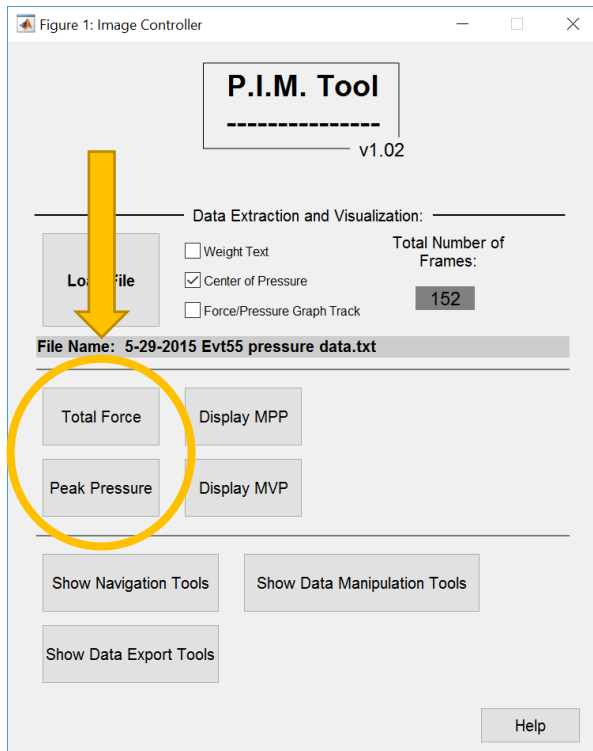 Figure 1: Image Controller
P.I.M. Tool
---------------
v1.02
Data Extraction and Visualization:
Weight Text
Total Number of
Frames:
Center of Pressure
152
Force/Pressure Graph Track
File Name: 5-29-2015 Evt55 pressure data.txt
Total Force
Display MPP
Peak Pressure
Display MVP
Show Navigation Tools
Show Data Manipulation Tools
Show Data Export Tools
Help